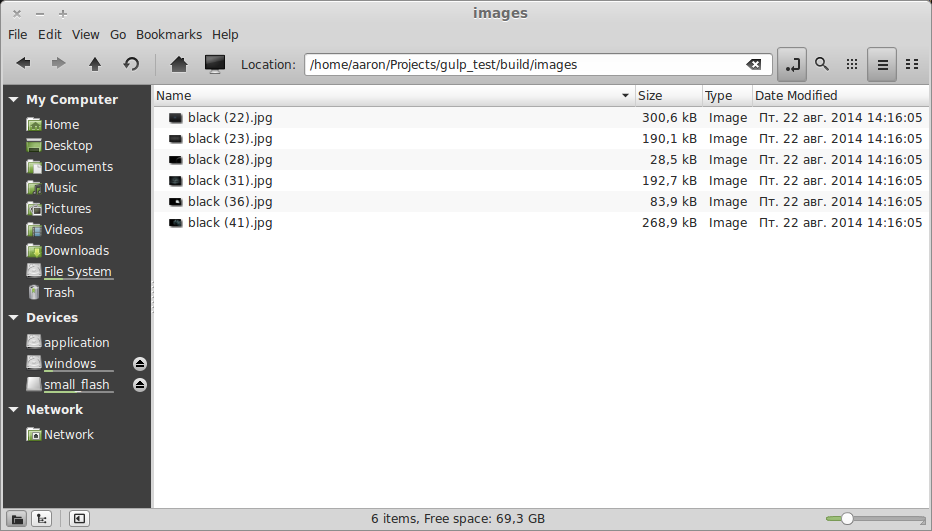 images
File Edit View Go Bookmarks Help
Location: /home/aaron/Projects/gulp_test/build/images
My Computer
Home
Desktop
Documents
Music
Pictures
Videos
Downloads
File System
Trash
Devices
application
windows
small_flash
Network
Network
Name Size Type Date Modified
black (22).jpg 300,6 kB Image Пт. 22 авг. 2014 14:16:05
black (23).jpg 190,1 kB Image Пт. 22 авг. 2014 14:16:05
black (28).jpg 28,5 kB Image Пт. 22 авг. 2014 14:16:05
black (31).jpg 192,7 kB Image Пт. 22 авг. 2014 14:16:05
black (36).jpg 83,9 kB Image Пт. 22 авг. 2014 14:16:05
black (41).jpg 268,9 kB Image Пт. 22 авг. 2014 14:16:05
6 items, Free space: 69,3 GB